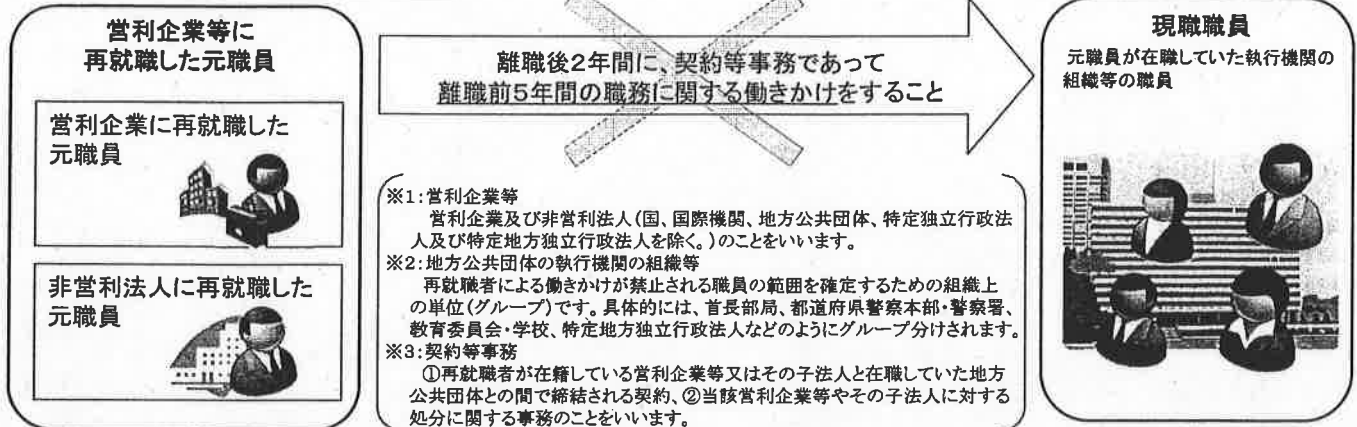 営利企業等に
再就職した元職員
営利企業に再就職した
元職員
非営利法人に再就職した
元職員
離職後2年間に、契約等事務であって
離職前5年間の職務に関する働きかけをすること
※1:営利企業等
営利企業及び非営利法人(国、国際機関、地方公共団体、特定独立行政法
人及び特定地方独立行政法人を除く。)のことをいいます。
※2:地方公共団体の執行機関の組織等
再就職者による働きかけが禁止される職員の範囲を確定するための組織上
の単位(グループ)です。具体的には、首長部局、都道府県警察本部・警察署、
教育委員会・学校、特定地方独立行政法人などのようにグループ分けされます。
※3:契約等事務
①再就職者が在籍している営利企業等又はその子法人と在職していた地方
公共団体との間で締結される契約、②当該営利企業等やその子法人に対する
処分に関する事務のことをいいます。
現職職員
元職員が在職していた執行機関の
組織等の職員